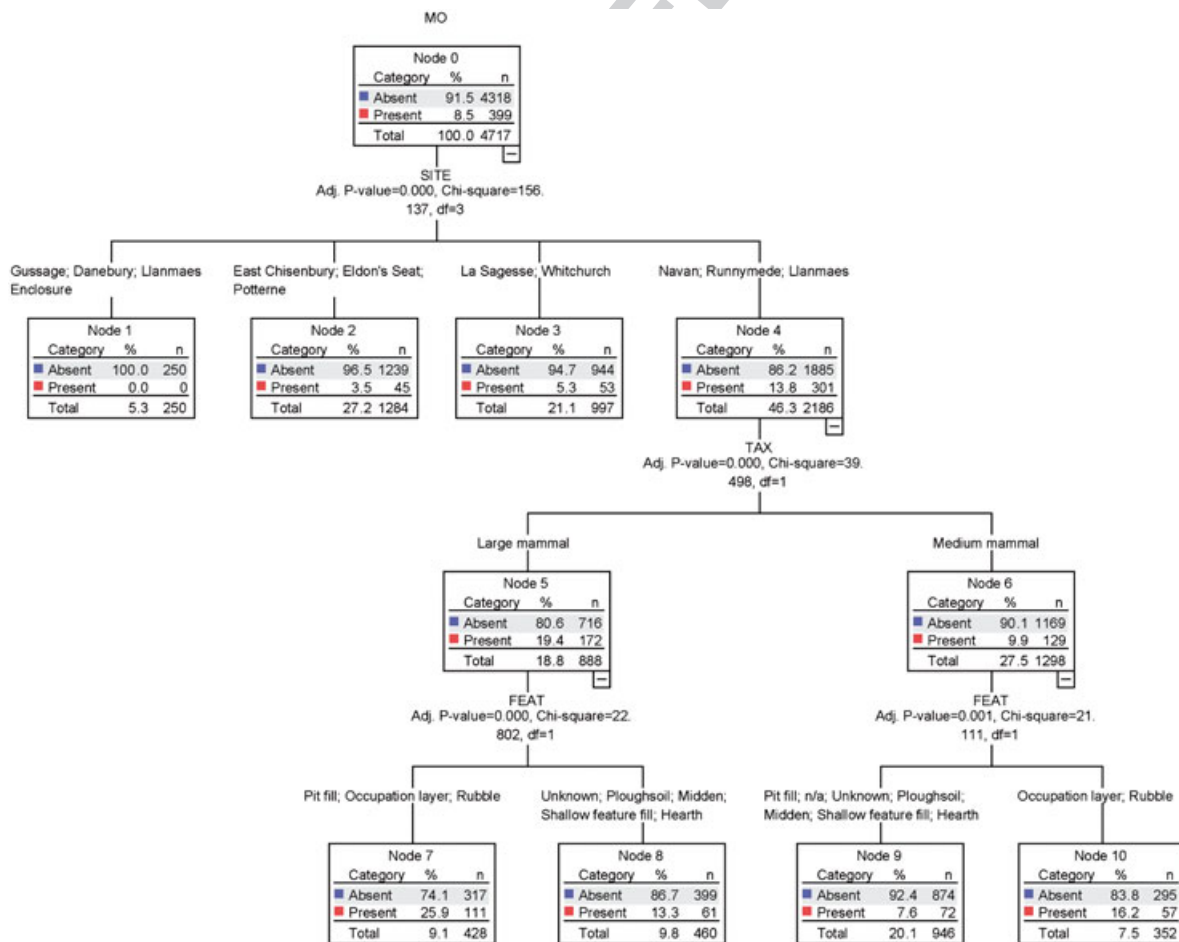 MO
Node 0
Category % n
Absent 91.5 4318
Present 8.5 399
Total 100.0 4717
SITE
Adj. P-value=0.000, Chi-square=156.
137, df=3
Gussage; Danebury; Llanmaes
Enclosure
Node 1
Category % n
Absent 100.0 250
Present 0.0 0
Total 5.3 250
East Chisenbury; Eldon's Seat;
Potterne
Node 2
Category % n
Absent 96.5 1239
Present 3.5 45
Total 27.2 1284
La Sagesse; Whitchurch
Node 3
Category % n
Absent 94.7 944
Present 5.3 53
Total 21.1 997
Navan; Runnymede; Llanmaes
Node 4
Category % n
Absent 86.2 1885
Present 13.8 301
Total 46.3 2186
TAX
Adj. P-value=0.000, Chi-square=39.
498, df=1
Large mammal
Node 5
Category % n
Absent 80.6 716
Present 19.4 172
Total 18.8 888
Medium mammal
Node 6
Category % n
Absent 90.1 1169
Present 9.9 129
Total 27.5 1298
FEAT
Adj. P-value=0.000, Chi-square=22.
802, df=1
FEAT
Adj. P-value=0.001, Chi-square=21.
111, df=1
Pit fill; Occupation layer; Rubble
Node 7
Category % n
Absent 74.1 317
Present 25.9 111
Total 9.1 428
Unknown; Ploughsoil; Midden;
Shallow feature fill; Hearth
Node 8
Category % n
Absent 86.7 399
Present 13.3 61
Total 9.8 460
Pit fill; n/a; Unknown; Ploughsoil;
Midden; Shallow feature fill; Hearth
Node 9
Category % n
Absent 92.4 874
Present 7.6 72
Total 20.1 946
Occupation layer; Rubble
Node 10
Category % n
Absent 83.8 295
Present 16.2 57
Total 7.5 352